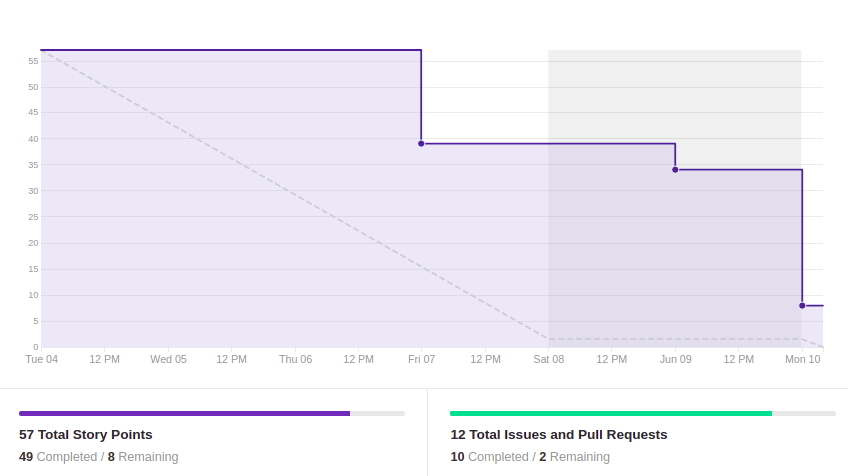 55
50
45
40
35
30
25
20
15
10
5
0
Tue 04 12 PM Wed 05 12 PM Thu 06 12 PM Fri 07 12 PM Sat 08 12 PM Jun 09 12 PM Mon 10
57 Total Story Points
49 Completed / 8 Remaining
12 Total Issues and Pull Requests
10 Completed / 2 Remaining